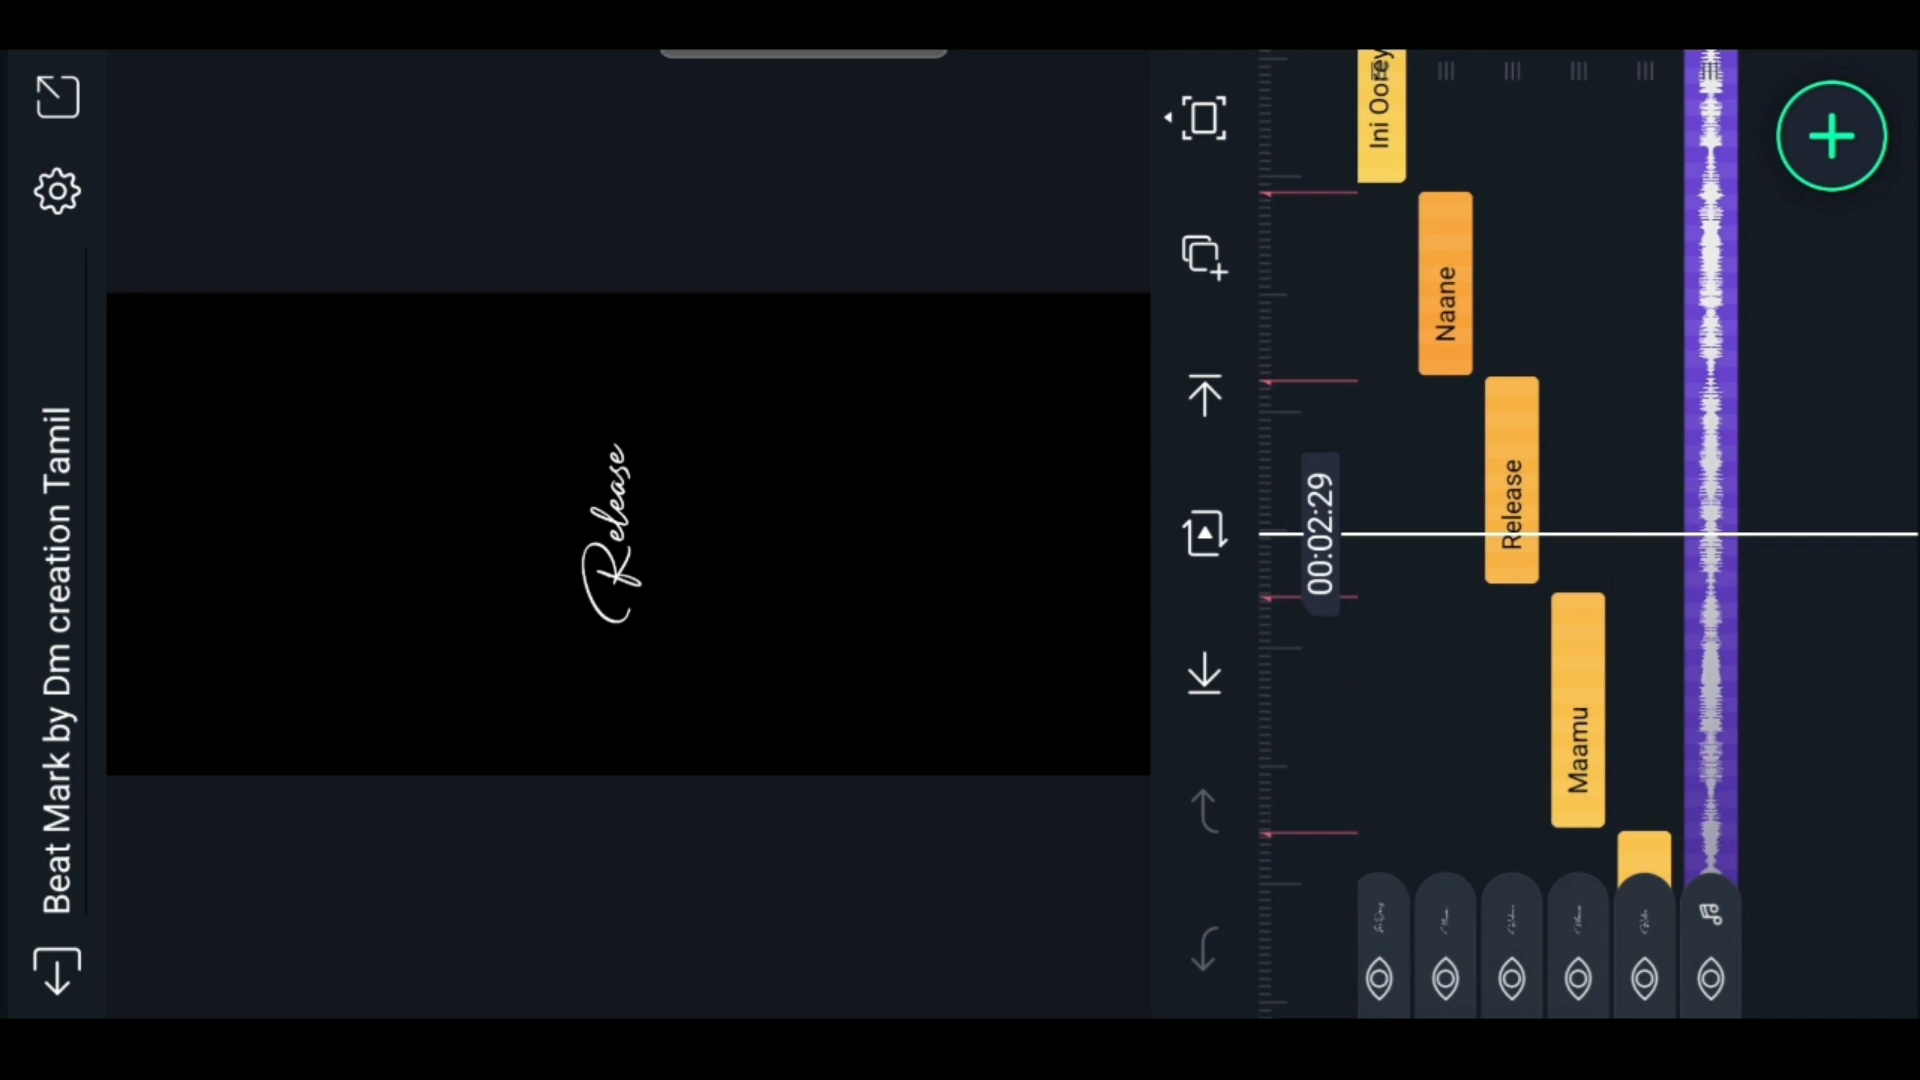 Beat Mark by Dm creation Tamil
Release
00:02:29
Ini Oorey
Naane
Release
Maamu